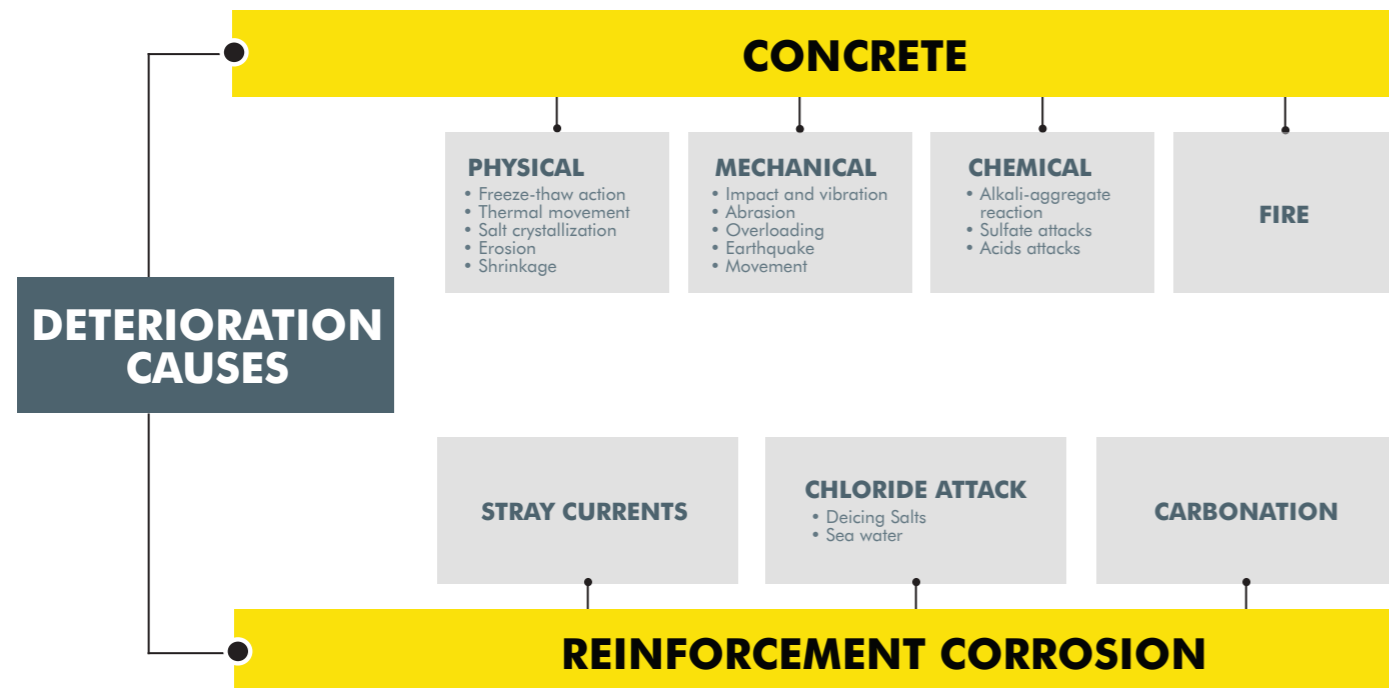 CONCRETE
PHYSICAL
• Freeze-thaw action
• Thermal movement
• Salt crystallization
• Erosion
• Shrinkage
MECHANICAL
• Impact and vibration
• Abrasion
• Overloading
• Earthquake
• Movement
CHEMICAL
• Alkali-aggregate
reaction
• Sulfate attacks
• Acids attacks
FIRE
DETERIORATION
CAUSES
STRAY CURRENTS
CHLORIDE ATTACK
• Deicing Salts
• Sea water
CARBONATION
REINFORCEMENT CORROSION